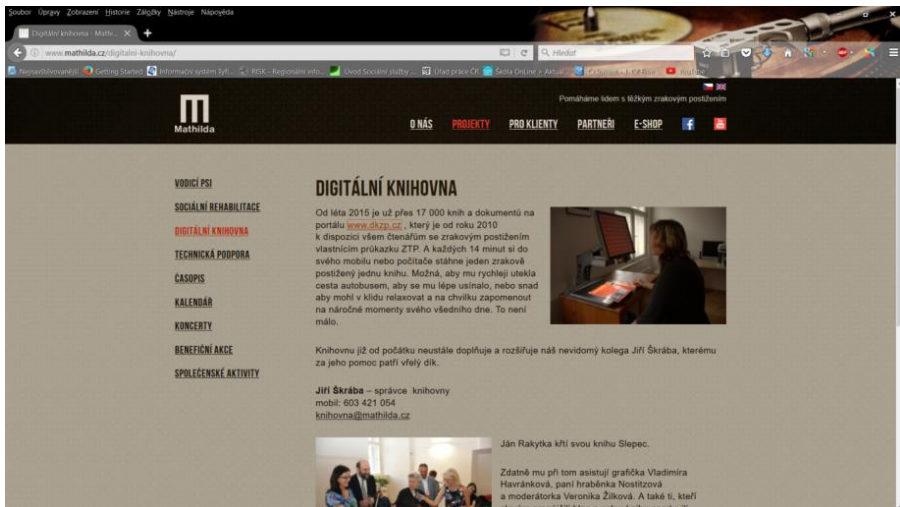 Soubor Úpravy Zobrazení Historie Záložky Nástroje Nápověda
Digitální knihovna - Mathi...
www.mathilda.cz/digitalni-knihovna/
Hledat
Nejnavštěvovanější Getting Started Informační systém Tyfl... RISK - Regionální info... Úvod Sociální služby ... Úřad práce ČR Škola OnLine » Aktual...
Pomáháme lidem s těžkým zrakovým postižením
Mathilda
O NÁS PROJEKTY PRO KLIENTY PARTNEŘI E-SHOP
VODICÍ PSI
SOCIÁLNÍ REHABILITACE
DIGITÁLNÍ KNIHOVNA
TECHNICKÁ PODPORA
ČASOPIS
KALENDÁŘ
KONCERTY
BENEFIČNÍ AKCE
SPOLEČENSKÉ AKTIVITY
DIGITÁLNÍ KNIHOVNA
Od léta 2015 je už přes 17 000 knih a dokumentů na
portálu www.dkzp.cz , který je od roku 2010
k dispozici všem čtenářům se zrakovým postižením
vlastnícím průkazku ZTP. A každých 14 minut si do
svého mobilu nebo počítače stáhne jeden zrakově
postižený jednu knihu. Možná, aby mu rychleji utekla
cesta autobusem, aby se mu lépe usínalo, nebo snad
aby mohl v klidu relaxovat a na chvilku zapomenout
na náročné momenty svého všedního dne. To není
málo.
Knihovnu již od počátku neustále doplňuje a rozšiřuje náš nevidomý kolega Jiří Škrába, kterému
za jeho pomoc patří vřelý dík.
Jiří Škrába – správce knihovny
mobil: 603 421 054
knihovna@mathilda.cz
Ján Rakytka křtí svou knihu Slepec.
Zdatně mu při tom asistují grafička Vladimíra
Havránková, paní hraběnka Nostitzová
a moderátorka Veronika Žilková. A také ti, kteří